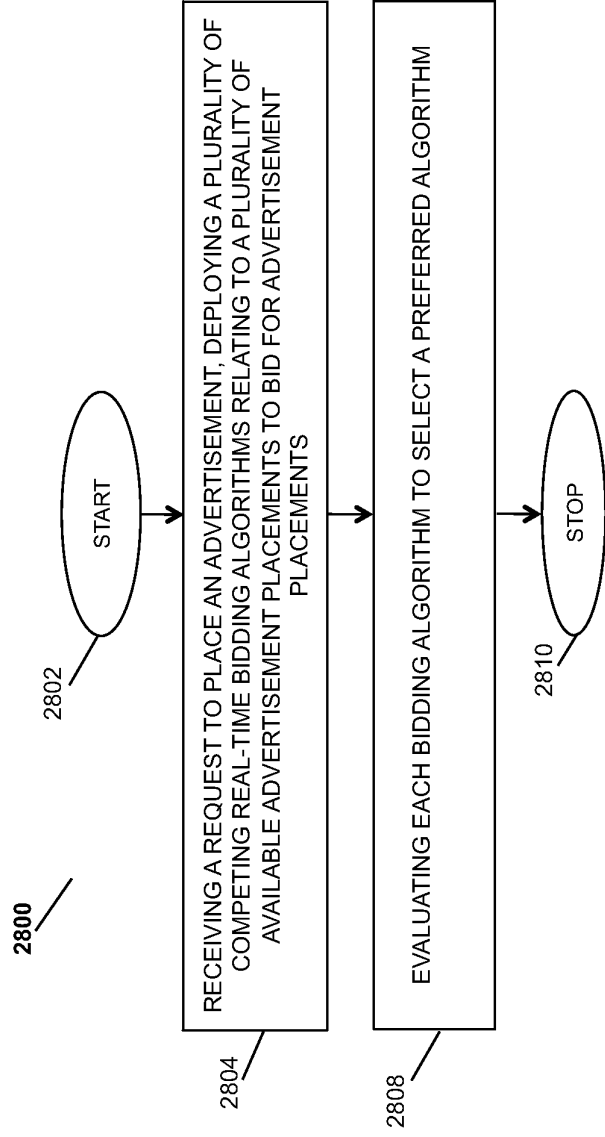 2800
START
2802
RECEIVING A REQUEST TO PLACE AN ADVERTISEMENT, DEPLOYING A PLURALITY OF
COMPETING REAL-TIME BIDDING ALGORITHMS RELATING TO A PLURALITY OF
AVAILABLE ADVERTISEMENT PLACEMENTS TO BID FOR ADVERTISEMENT
PLACEMENTS
2804
EVALUATING EACH BIDDING ALGORITHM TO SELECT A PREFERRED ALGORITHM
2808
STOP
2810